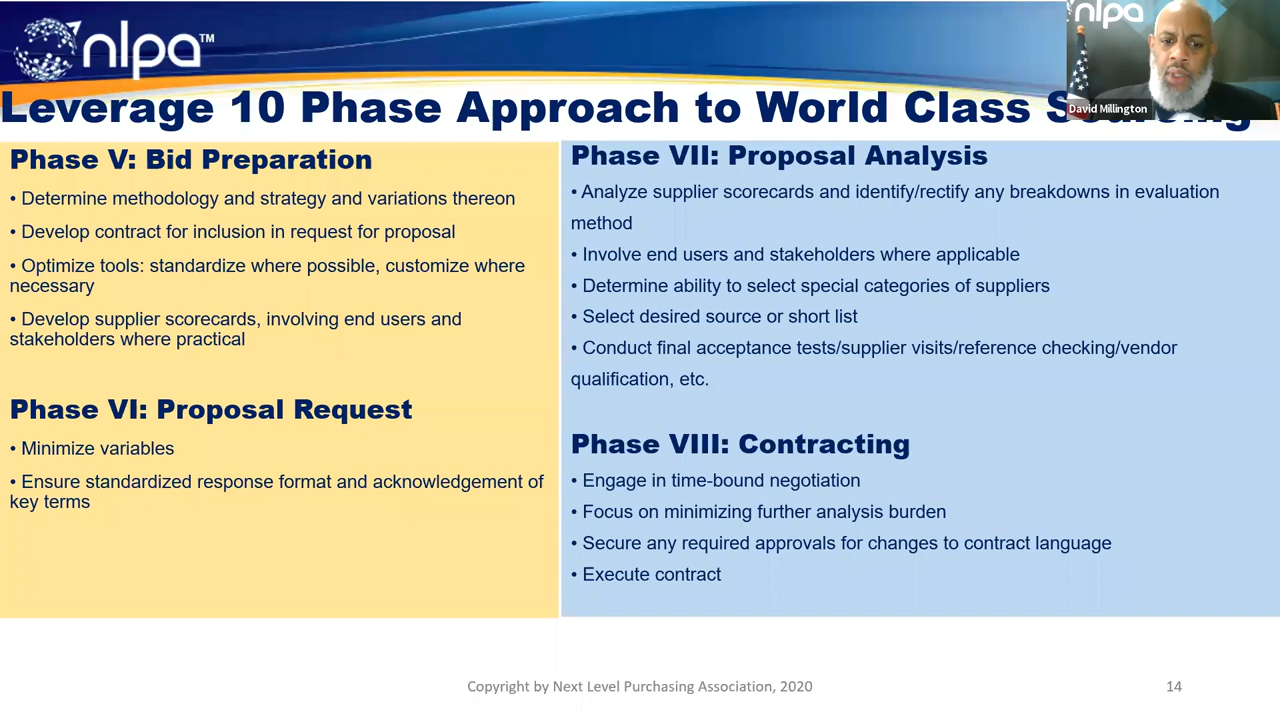 nlpa™
nlpa
David Millington
Leverage 10 Phase Approach to World Class
Phase V: Bid Preparation
• Determine methodology and strategy and variations thereon
• Develop contract for inclusion in request for proposal
• Optimize tools: standardize where possible, customize where
necessary
• Develop supplier scorecards, involving end users and
stakeholders where practical
Phase VI: Proposal Request
• Minimize variables
• Ensure standardized response format and acknowledgement of
key terms
Phase VII: Proposal Analysis
• Analyze supplier scorecards and identify/rectify any breakdowns in evaluation
method
• Involve end users and stakeholders where applicable
• Determine ability to select special categories of suppliers
• Select desired source or short list
• Conduct final acceptance tests/supplier visits/reference checking/vendor
qualification, etc.
Phase VIII: Contracting
• Engage in time-bound negotiation
• Focus on minimizing further analysis burden
• Secure any required approvals for changes to contract language
• Execute contract
Copyright by Next Level Purchasing Association, 2020
14